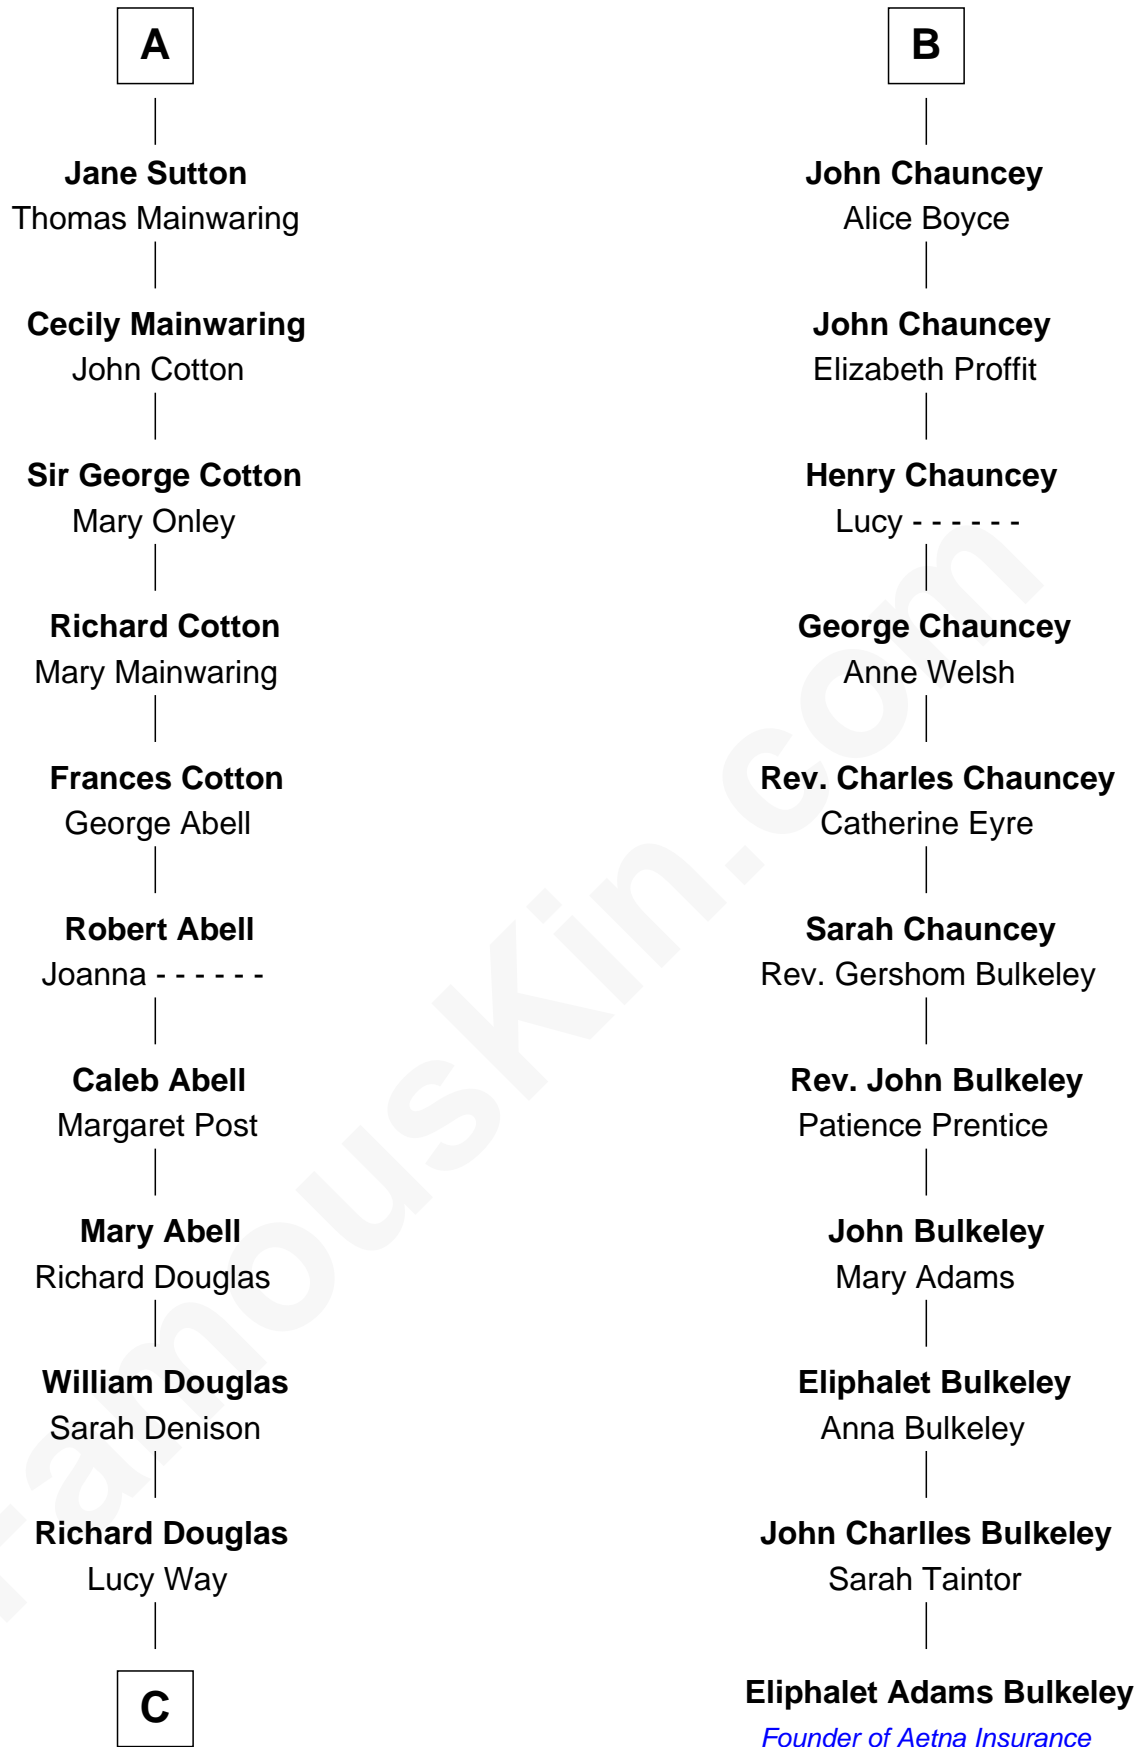 A
Jane Sutton
Thomas Mainwaring
Cecily Mainwaring
John Cotton
Sir George Cotton
Mary Onley
Richard Cotton
Mary Mainwaring
Frances Cotton
George Abell
Robert Abell
Joanna - - - - - -
Caleb Abell
Margaret Post
Mary Abell
Richard Douglas
William Douglas
Sarah Denison
Richard Douglas
Lucy Way
C
B
John Chauncey
Alice Boyce
John Chauncey
Elizabeth Proffit
Henry Chauncey
Lucy - - - - - -
George Chauncey
Anne Welsh
Rev. Charles Chauncey
Catherine Eyre
Sarah Chauncey
Rev. Gershom Bulkeley
Rev. John Bulkeley
Patience Prentice
John Bulkeley
Mary Adams
Eliphalet Bulkeley
Anna Bulkeley
John Charlles Bulkeley
Sarah Taintor
Eliphalet Adams Bulkeley
Founder of Aetna Insurance
FamousKin.com